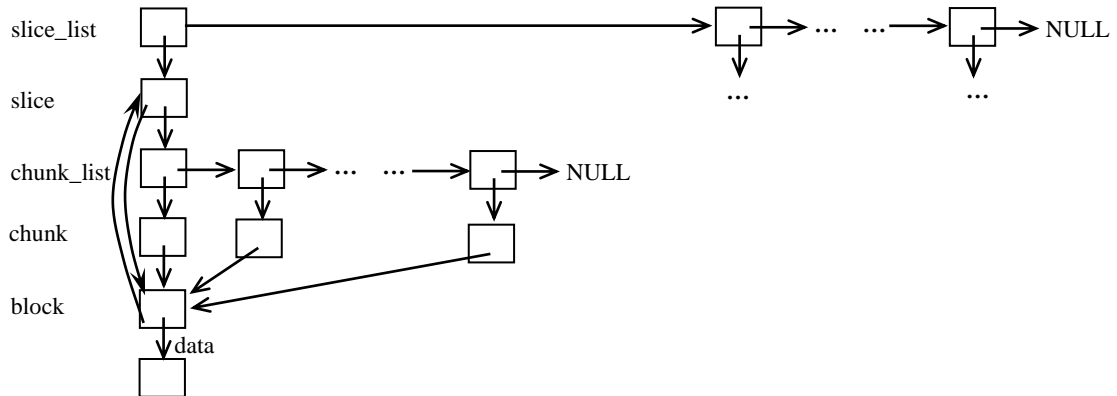 slice_list ... ... NULL
slice ... ...
chunk_list ... ... NULL
chunk
block
data